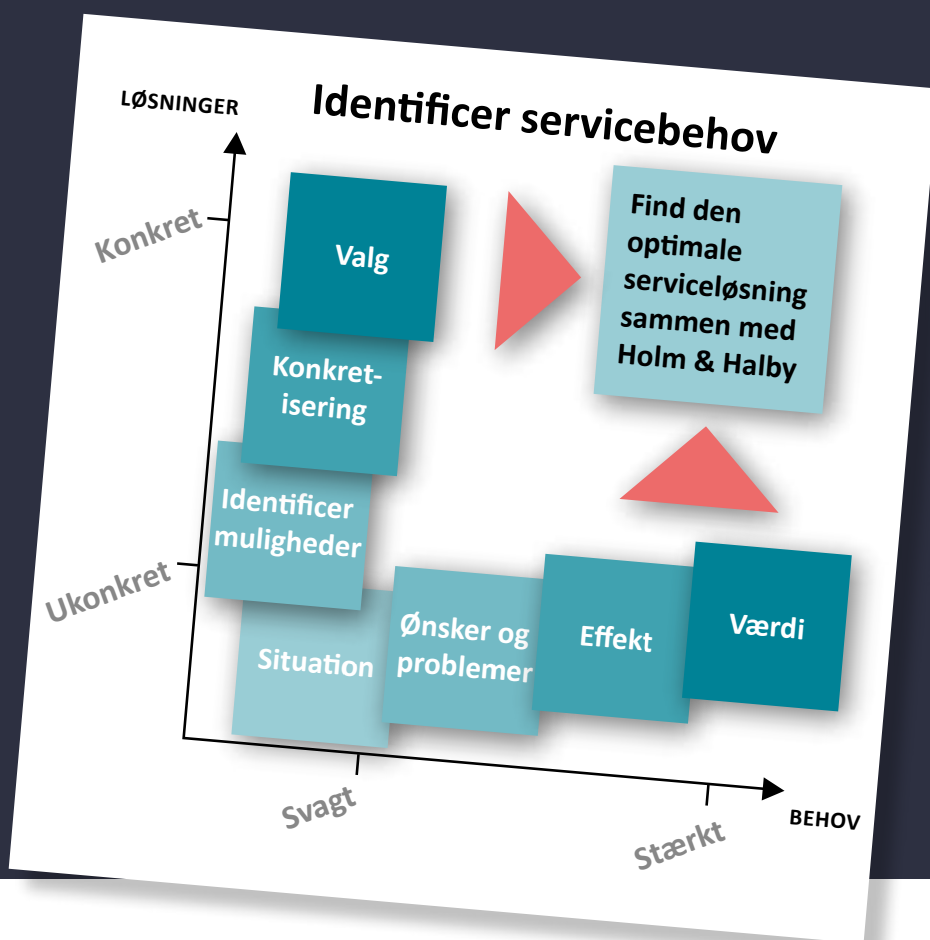 Identificer servicebehov
LØSNINGER
Konkret
Ukonkret
Valg
Konkret-
isering
Identificer
muligheder
Situation
Ønsker og
problemer
Effekt
Værdi
Find den
optimale
serviceløsning
sammen med
Holm & Halby
Svagt
Stærkt
BEHOV